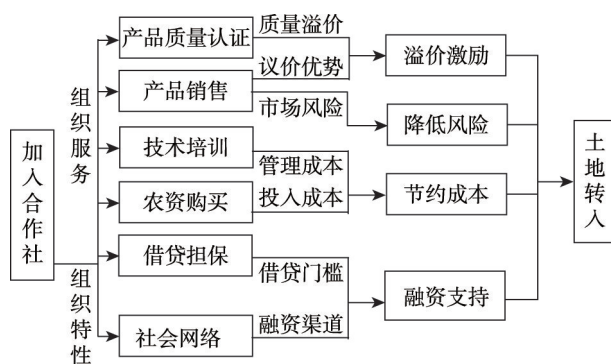 加入合作社
组织服务
组织特性
产品质量认证
产品销售
技术培训
农资购买
借贷担保
社会网络
质量溢价
议价优势
市场风险
管理成本
投入成本
借贷门槛
融资渠道
溢价激励
降低风险
节约成本
融资支持
土地转入